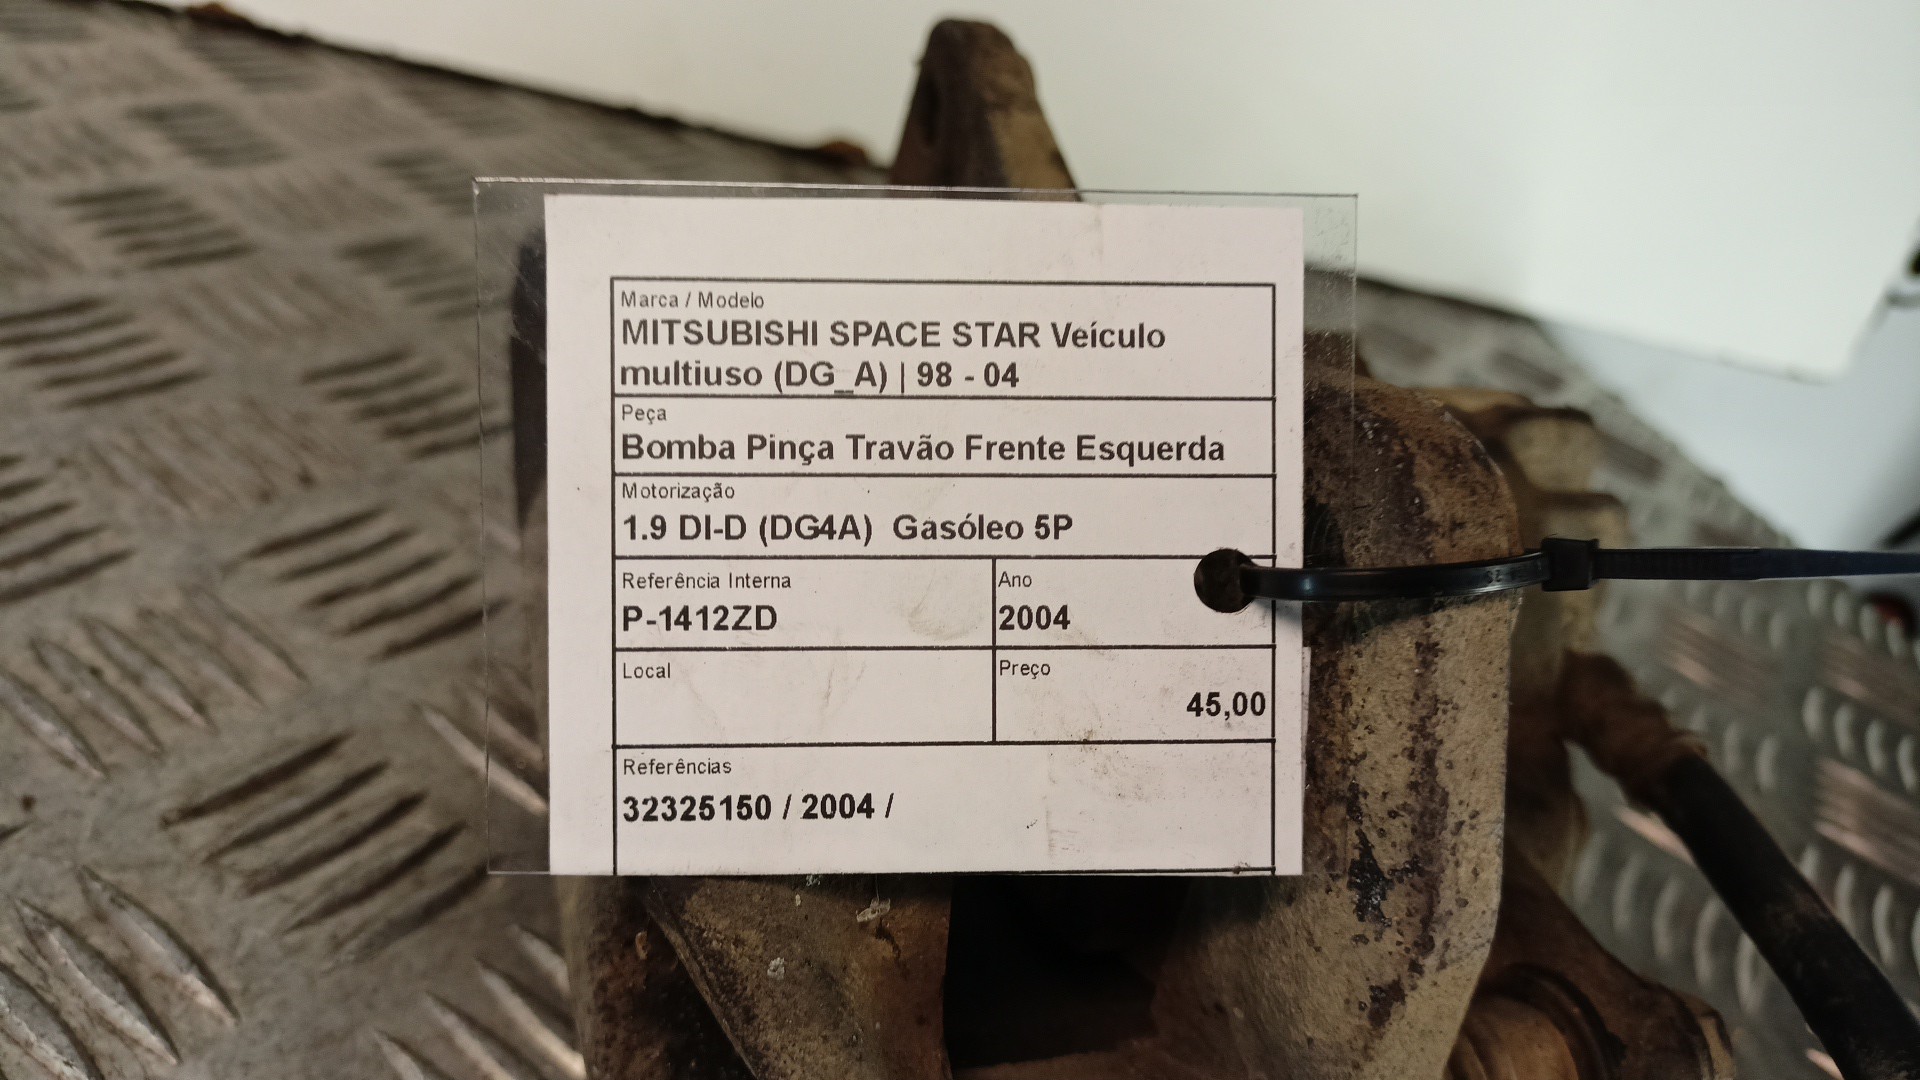 Marca / Modelo
MITSUBISHI SPACE STAR Veículo
multiuso (DG_A) | 98 - 04
Peça
Bomba Pinça Travão Frente Esquerda
Motorização
1.9 DI-D (DG4A) Gasóleo 5P
Referência Interna
P-1412ZD
Ano
2004
Local
Preço
45,00
Referências
32325150 / 2004 /